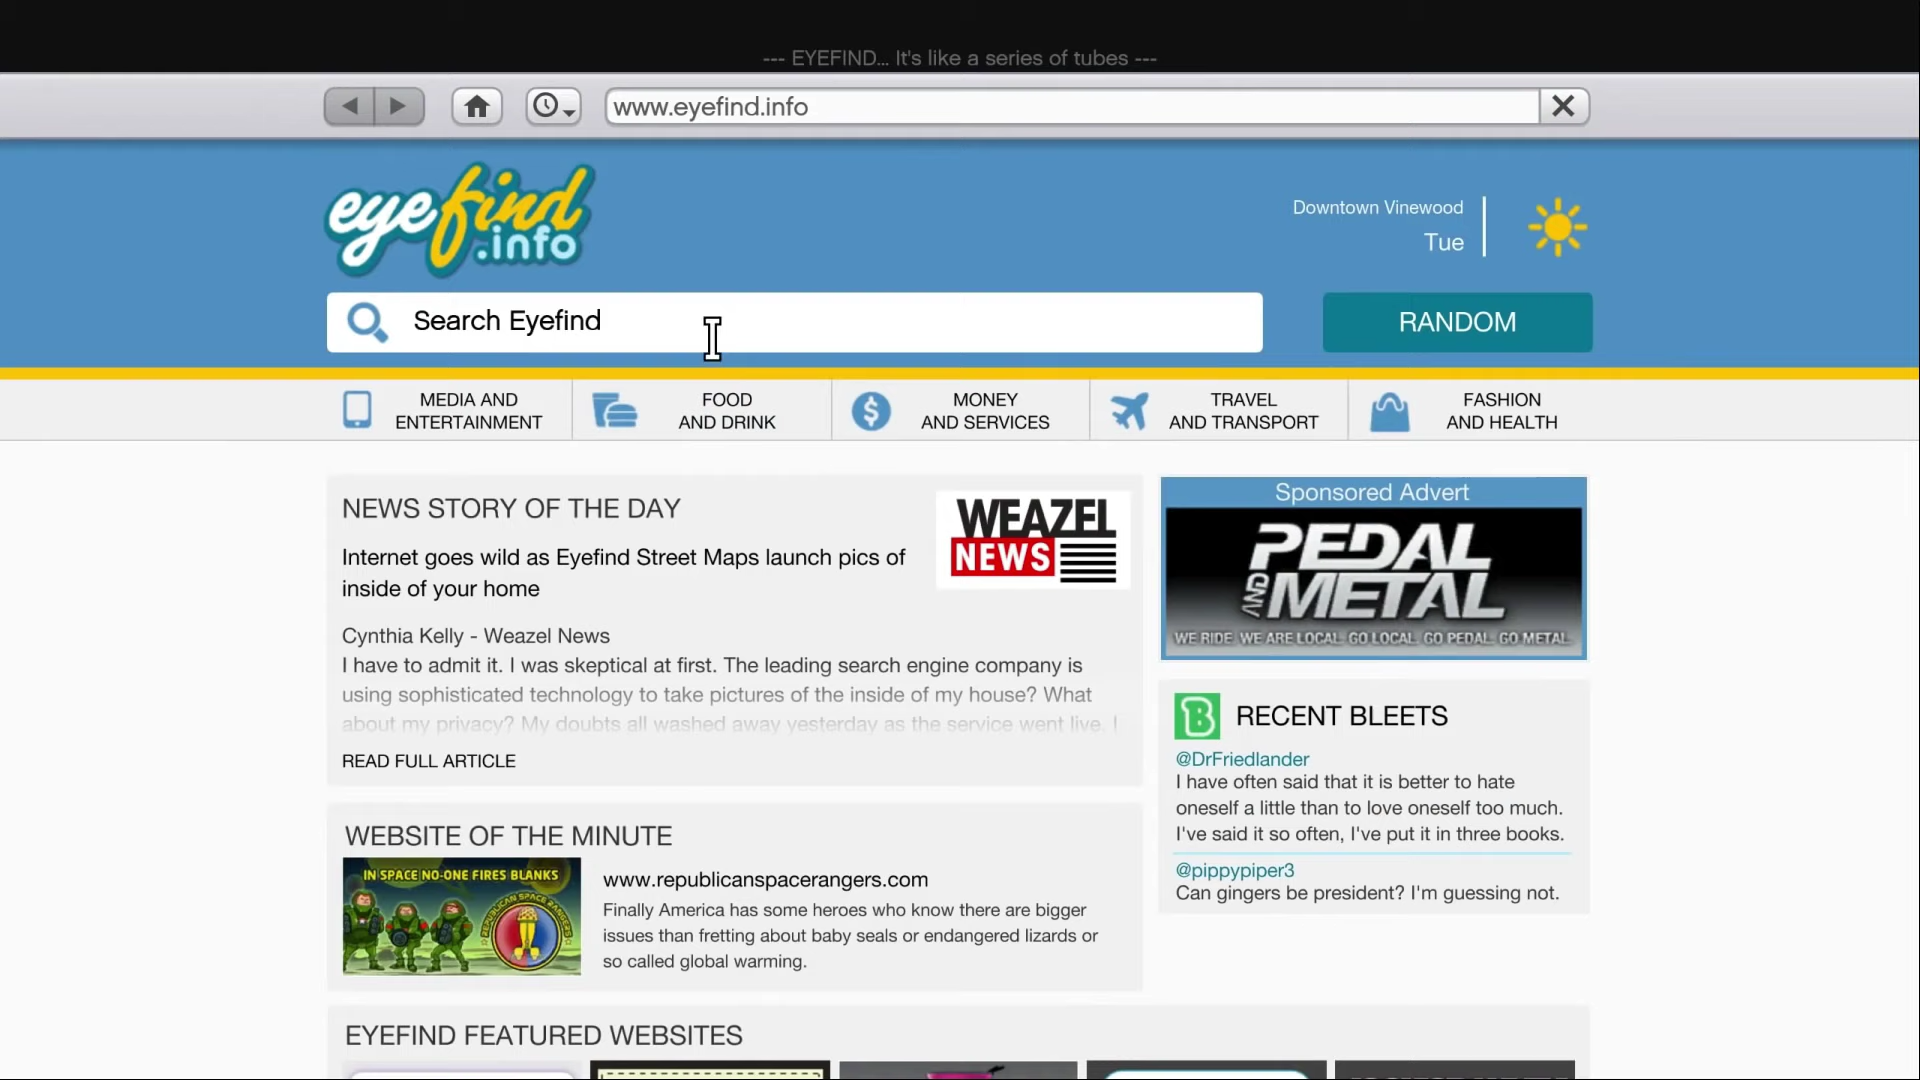 --- EYEFIND... It's like a series of tubes ---
www.eyefind.info
eyefind
.info
Downtown Vinewood
Tue
Search Eyefind
RANDOM
MEDIA AND
ENTERTAINMENT
FOOD
AND DRINK
MONEY
AND SERVICES
TRAVEL
AND TRANSPORT
FASHION
AND HEALTH
NEWS STORY OF THE DAY
WEAZEL
NEWS
Internet goes wild as Eyefind Street Maps launch pics of
inside of your home
Cynthia Kelly - Weazel News
I have to admit it. I was skeptical at first. The leading search engine company is
using sophisticated technology to take pictures of the inside of my house? What
about my privacy? My doubts all washed away yesterday as the service went live. I
READ FULL ARTICLE
Sponsored Advert
PEDAL
AND METAL
WE RIDE. WE ARE LOCAL. GO LOCAL. GO PEDAL. GO METAL.
B RECENT BLEETS
@DrFriedlander
I have often said that it is better to hate
oneself a little than to love oneself too much.
I've said it so often, I've put it in three books.
@pippypiper3
Can gingers be president? I'm guessing not.
WEBSITE OF THE MINUTE
IN SPACE NO-ONE FIRES BLANKS
REPUBLICAN SPACE RANGERS
www.republicanspacerangers.com
Finally America has some heroes who know there are bigger
issues than fretting about baby seals or endangered lizards or
so called global warming.
EYEFIND FEATURED WEBSITES